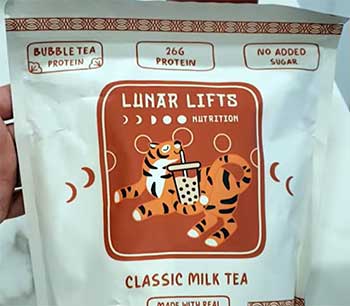 BUBBLE TEA
PROTEIN
26G
PROTEIN
NO ADDED
SUGAR
LUNAR LIFTS
NUTRITION
CLASSIC MILK TEA
MADE WITH REAL